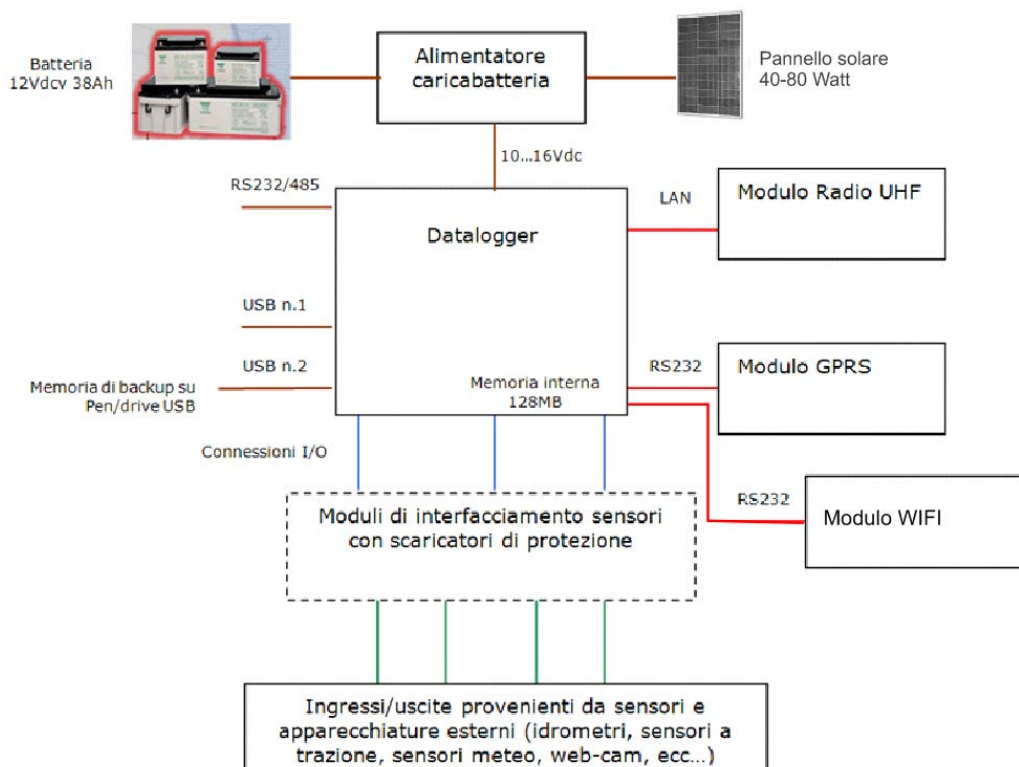 Batteria
12Vdcv 38Ah
Alimentatore
caricabatteria
Pannello solare
40-80 Watt
10...16Vdc
RS232/485
LAN
Modulo Radio UHF
Datalogger
USB n.1
USB n.2
Memoria di backup su
Pen/drive USB
Memoria interna
128MB
RS232
Modulo GPRS
Connessioni I/O
RS232
Modulo WIFI
Moduli di interfacciamento sensori
con scaricatori di protezione
Ingressi/uscite provenienti da sensori e
apparecchiature esterni (idrometri, sensori a
trazione, sensori meteo, web-cam, ecc...)